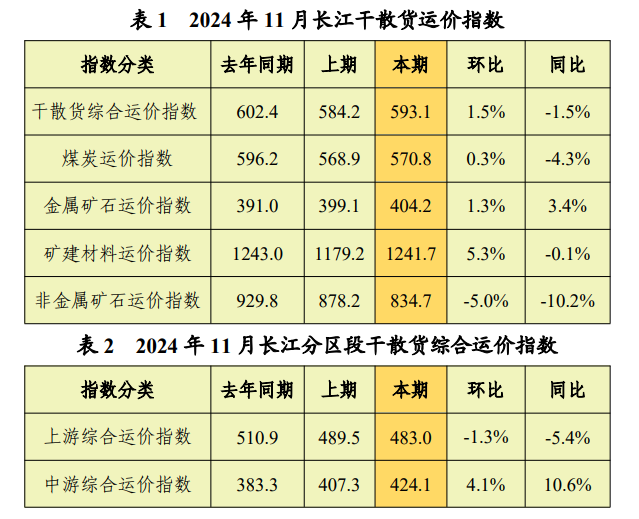 表 1 2024 年 11 月长江干散货运价指数
指数分类 去年同期 上期 本期 环比 同比
干散货综合运价指数 602.4 584.2 593.1 1.5% -1.5%
煤炭运价指数 596.2 568.9 570.8 0.3% -4.3%
金属矿石运价指数 391.0 399.1 404.2 1.3% 3.4%
矿建材料运价指数 1243.0 1179.2 1241.7 5.3% -0.1%
非金属矿石运价指数 929.8 878.2 834.7 -5.0% -10.2%
表 2 2024 年 11 月长江分区段干散货综合运价指数
指数分类 去年同期 上期 本期 环比 同比
上游综合运价指数 510.9 489.5 483.0 -1.3% -5.4%
中游综合运价指数 383.3 407.3 424.1 4.1% 10.6%